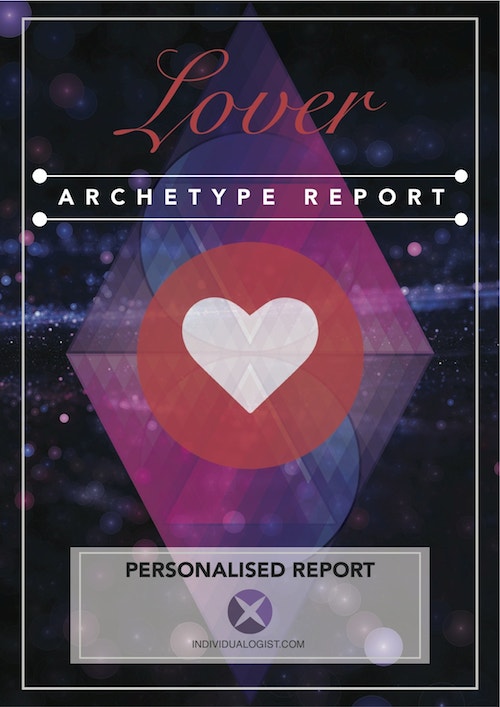 Lover
ARCHETYPE REPORT
PERSONALISED REPORT
INDIVIDUALOGIST.COM